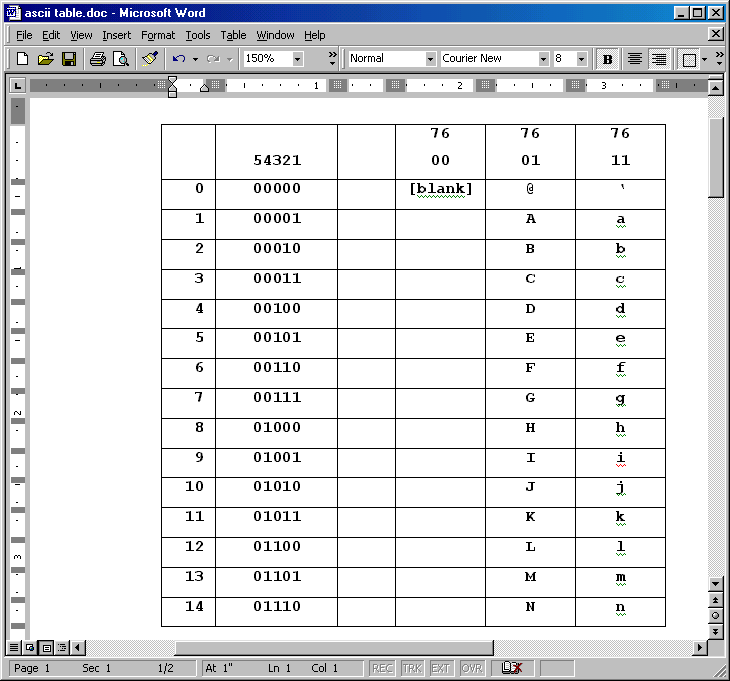 ascii table.doc - Microsoft Word
File Edit View Insert Format Tools Table Window Help
150% Normal Courier New 8 B
1 2 3
76 76 76
54321 00 01 11
0 00000 [blank] @ ‛
1 00001 A a
2 00010 B b
3 00011 C c
4 00100 D d
5 00101 E e
6 00110 F f
7 00111 G g
8 01000 H h
9 01001 I i
10 01010 J j
11 01011 K k
12 01100 L l
13 01101 M m
14 01110 N n
1
2
3
Page 1 Sec 1 1/2 At 1" Ln 1 Col 1 REC TRK EXT OVR